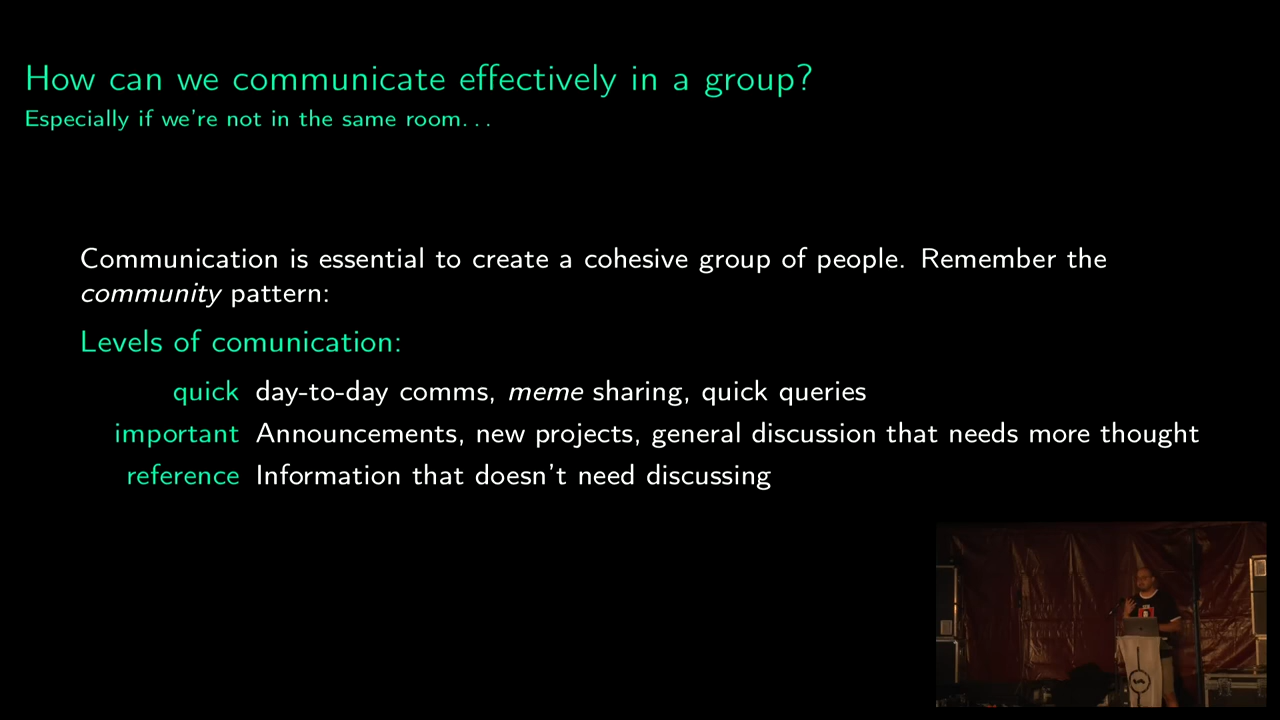 How can we communicate effectively in a group?
Especially if we're not in the same room...
Communication is essential to create a cohesive group of people. Remember the
community pattern:
Levels of comunication:
quick day-to-day comms, meme sharing, quick queries
important Announcements, new projects, general discussion that needs more thought
reference Information that doesn't need discussing